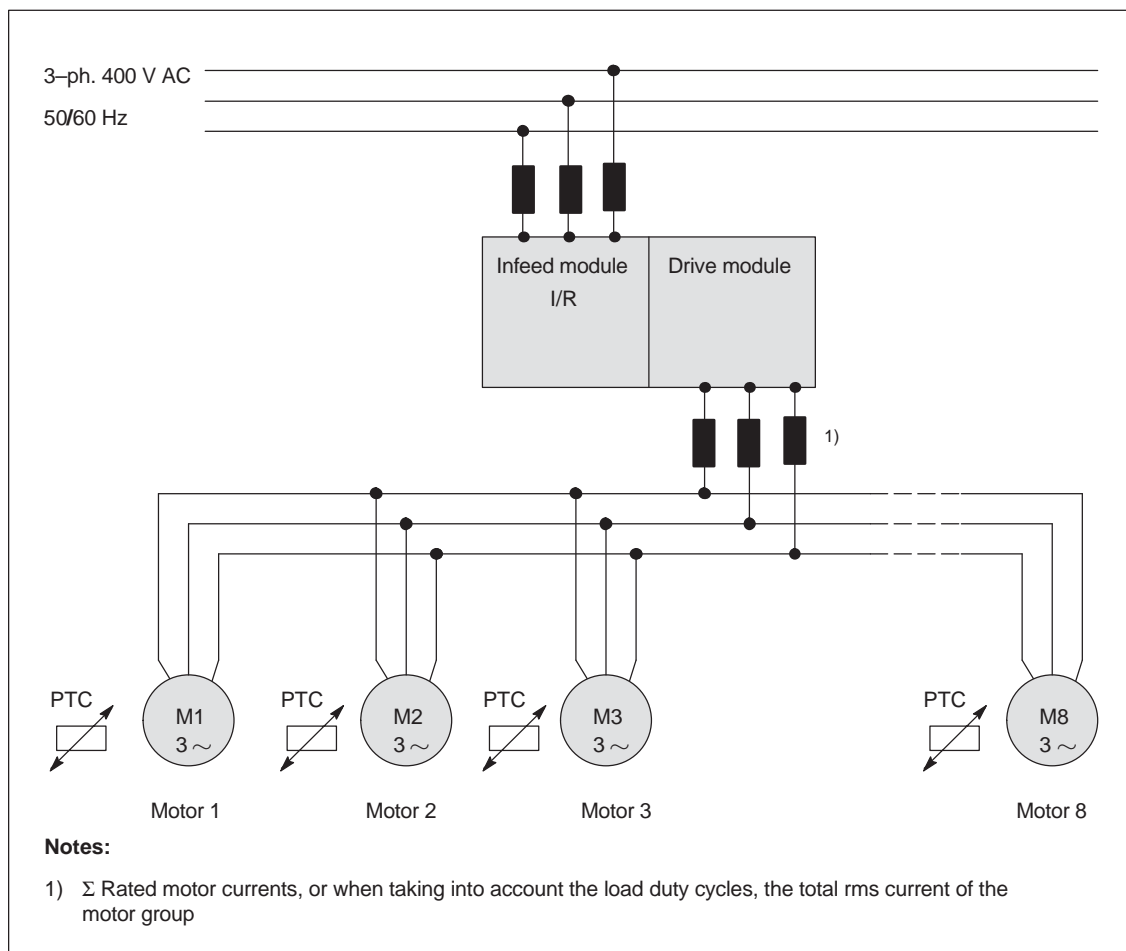 3–ph. 400 V AC
50/60 Hz
Infeed module
I/R
Drive module
1)
PTC
M1
3 ~
PTC
M2
3 ~
PTC
M3
3 ~
PTC
M8
3 ~
Motor 1
Motor 2
Motor 3
Motor 8
Notes:
1) Σ Rated motor currents, or when taking into account the load duty cycles, the total rms current of the
motor group